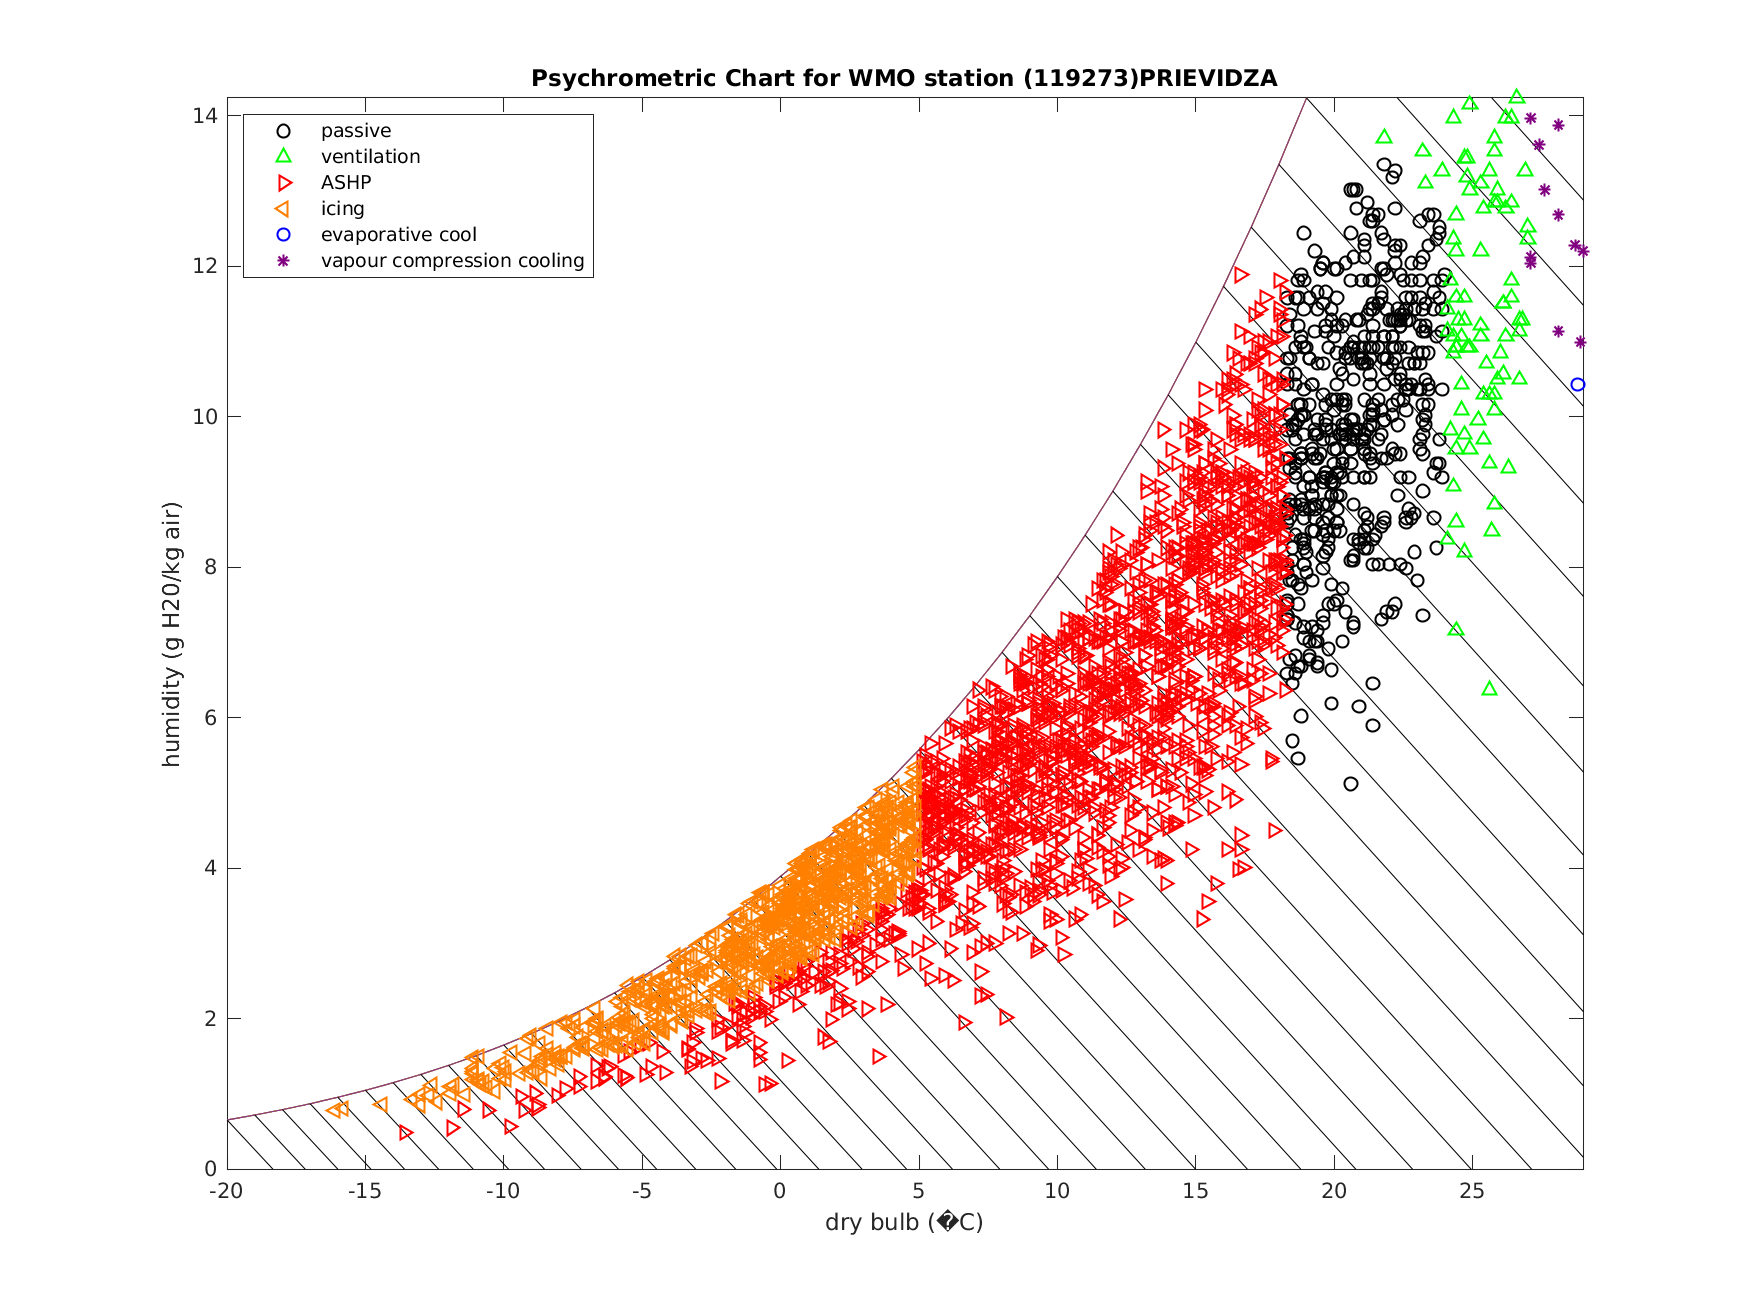 Psychrometric Chart for WMO station (119273)PRIEVIDZA
passive
ventilation
ASHP
icing
evaporative cool
vapour compression cooling
14
12
10
8
6
4
2
0
humidity (g H20/kg air)
-20 -15 -10 -5 0 5 10 15 20 25
dry bulb (�C)